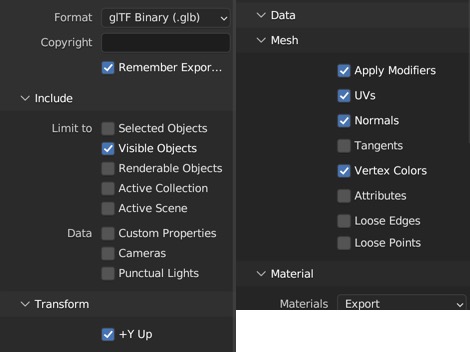 Format glTF Binary (.glb)
Copyright
Remember Expor...
Include
Limit to Selected Objects
Visible Objects
Renderable Objects
Active Collection
Active Scene
Data Custom Properties
Cameras
Punctual Lights
Transform
+Y Up
Data
Mesh
Apply Modifiers
UVs
Normals
Tangents
Vertex Colors
Attributes
Loose Edges
Loose Points
Material
Materials Export